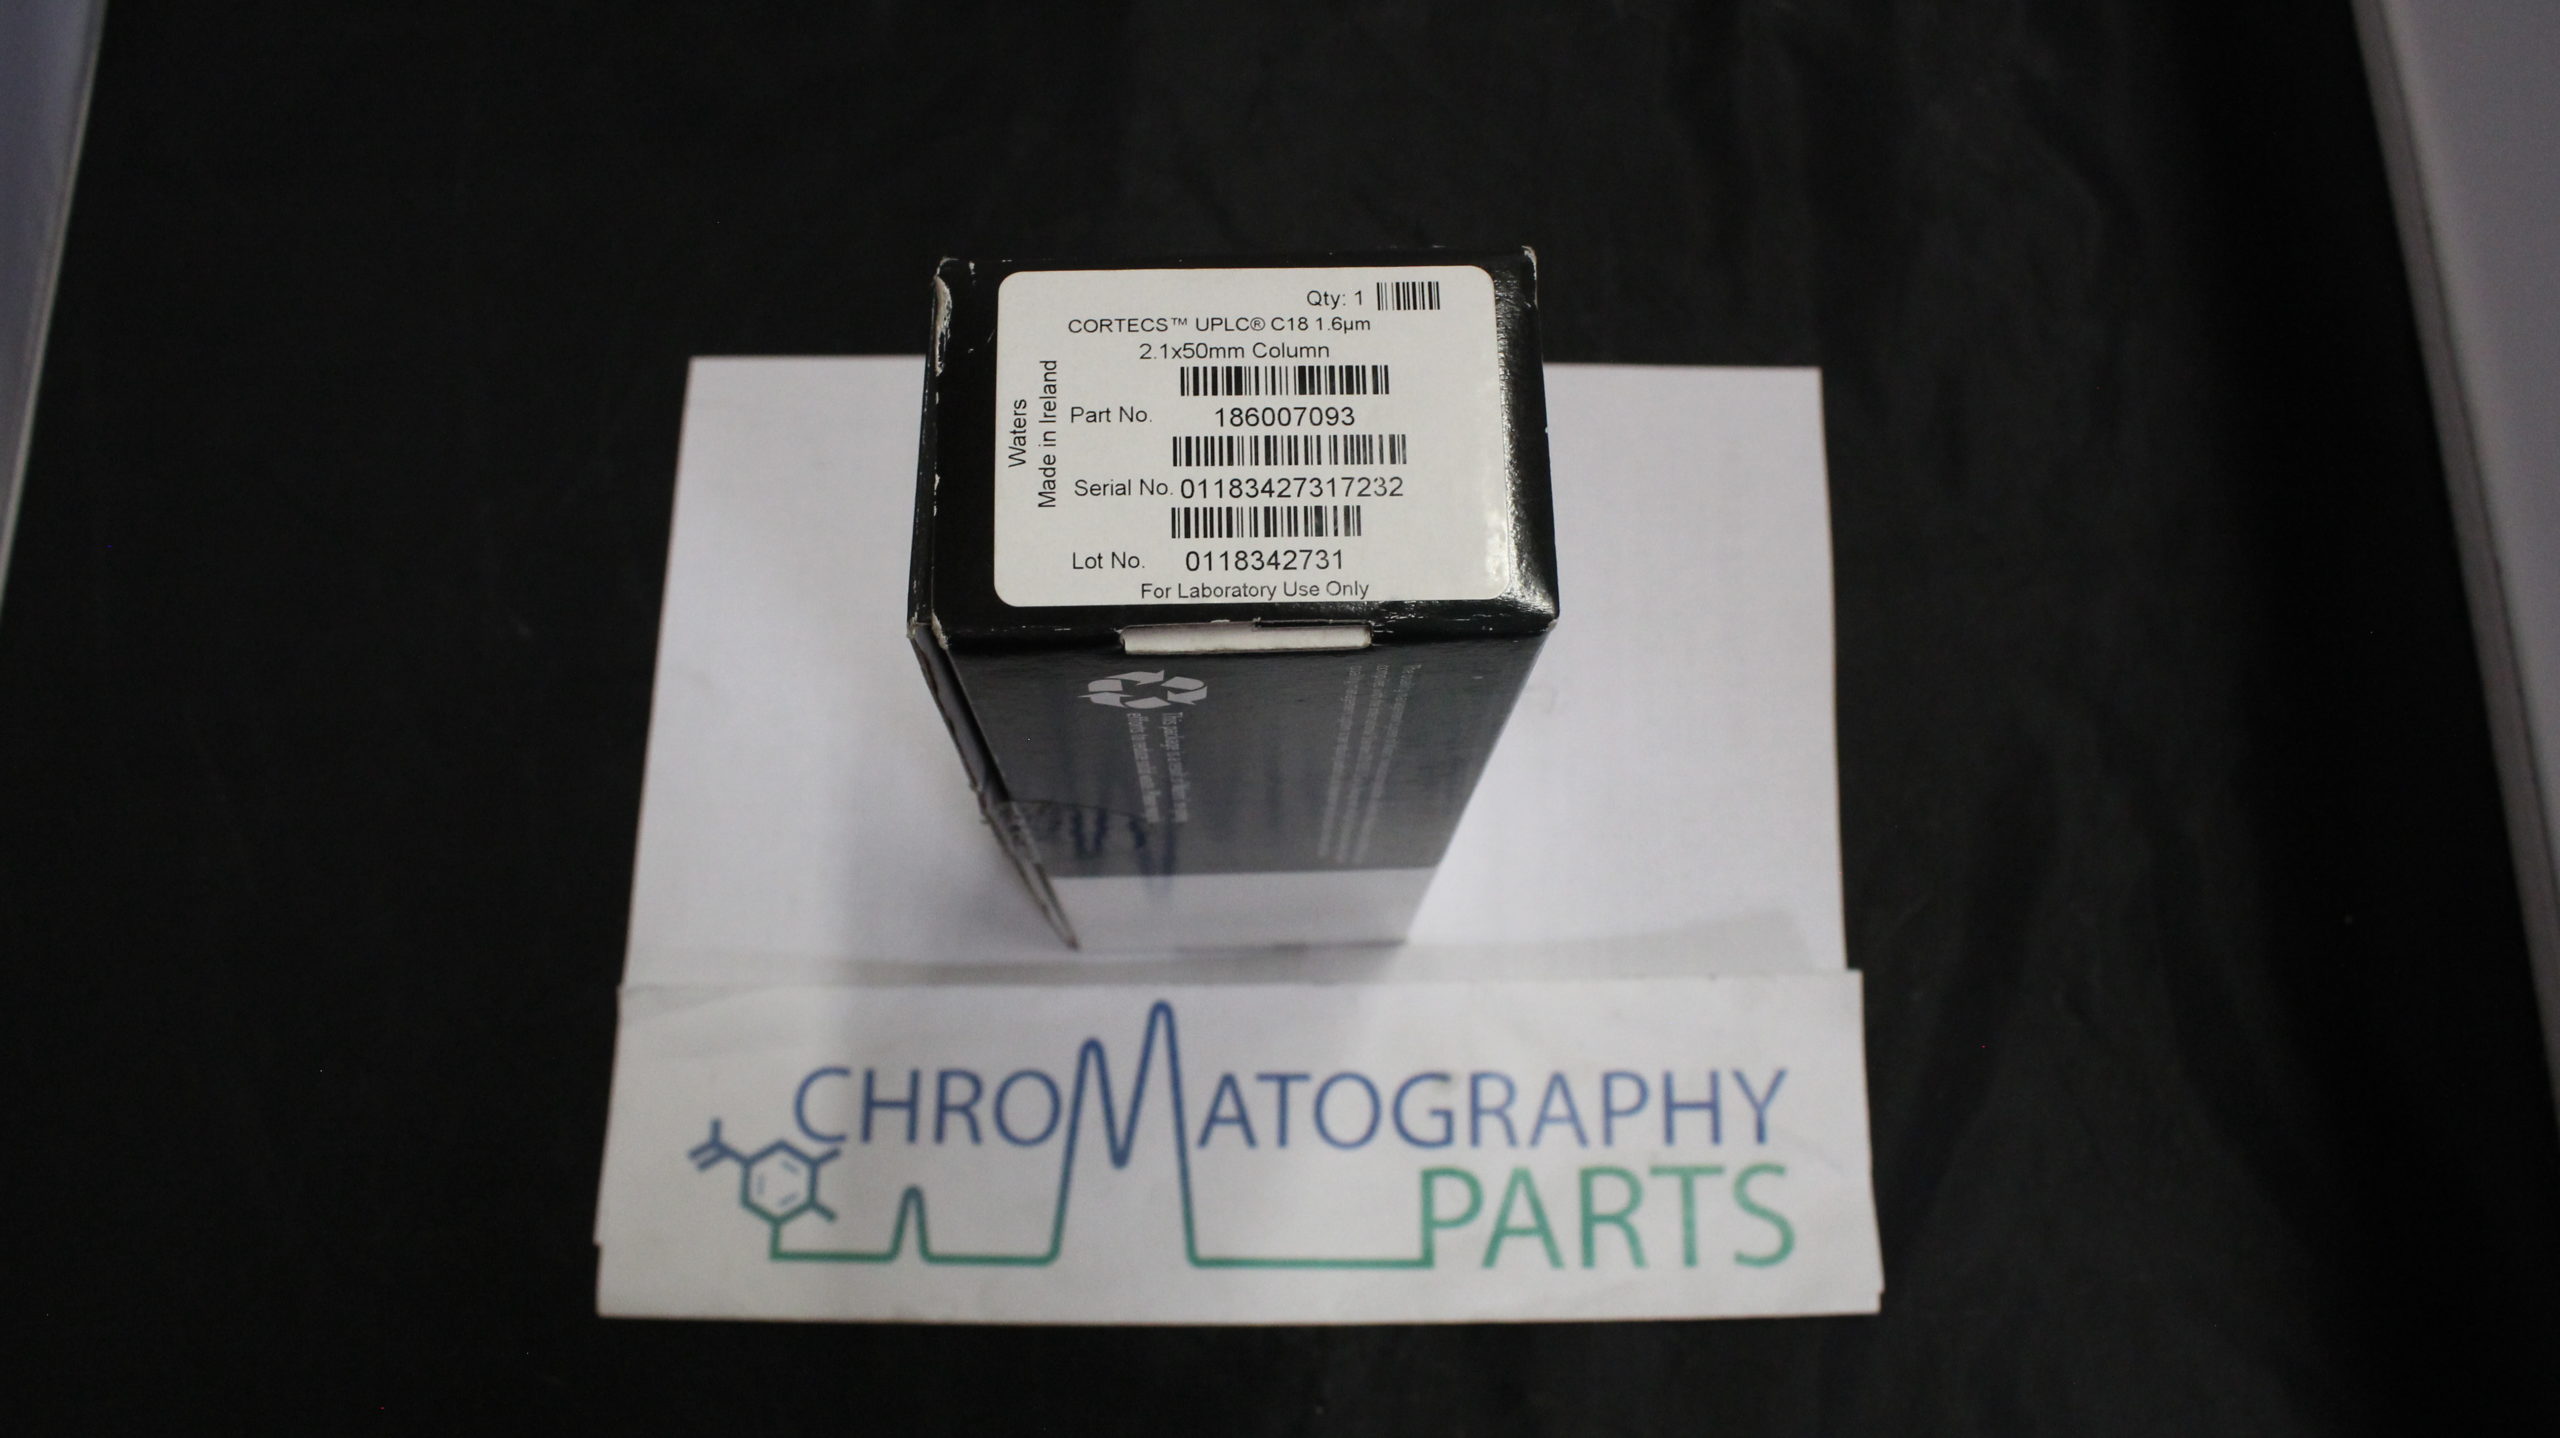 Qty: 1
CORTECS™ UPLC® C18 1.6µm
2.1x50mm Column
Waters
Made in Ireland
Part No. 186007093
Serial No. 01183427317232
Lot No. 0118342731
For Laboratory Use Only
CHROMATOGRAPHY
PARTS